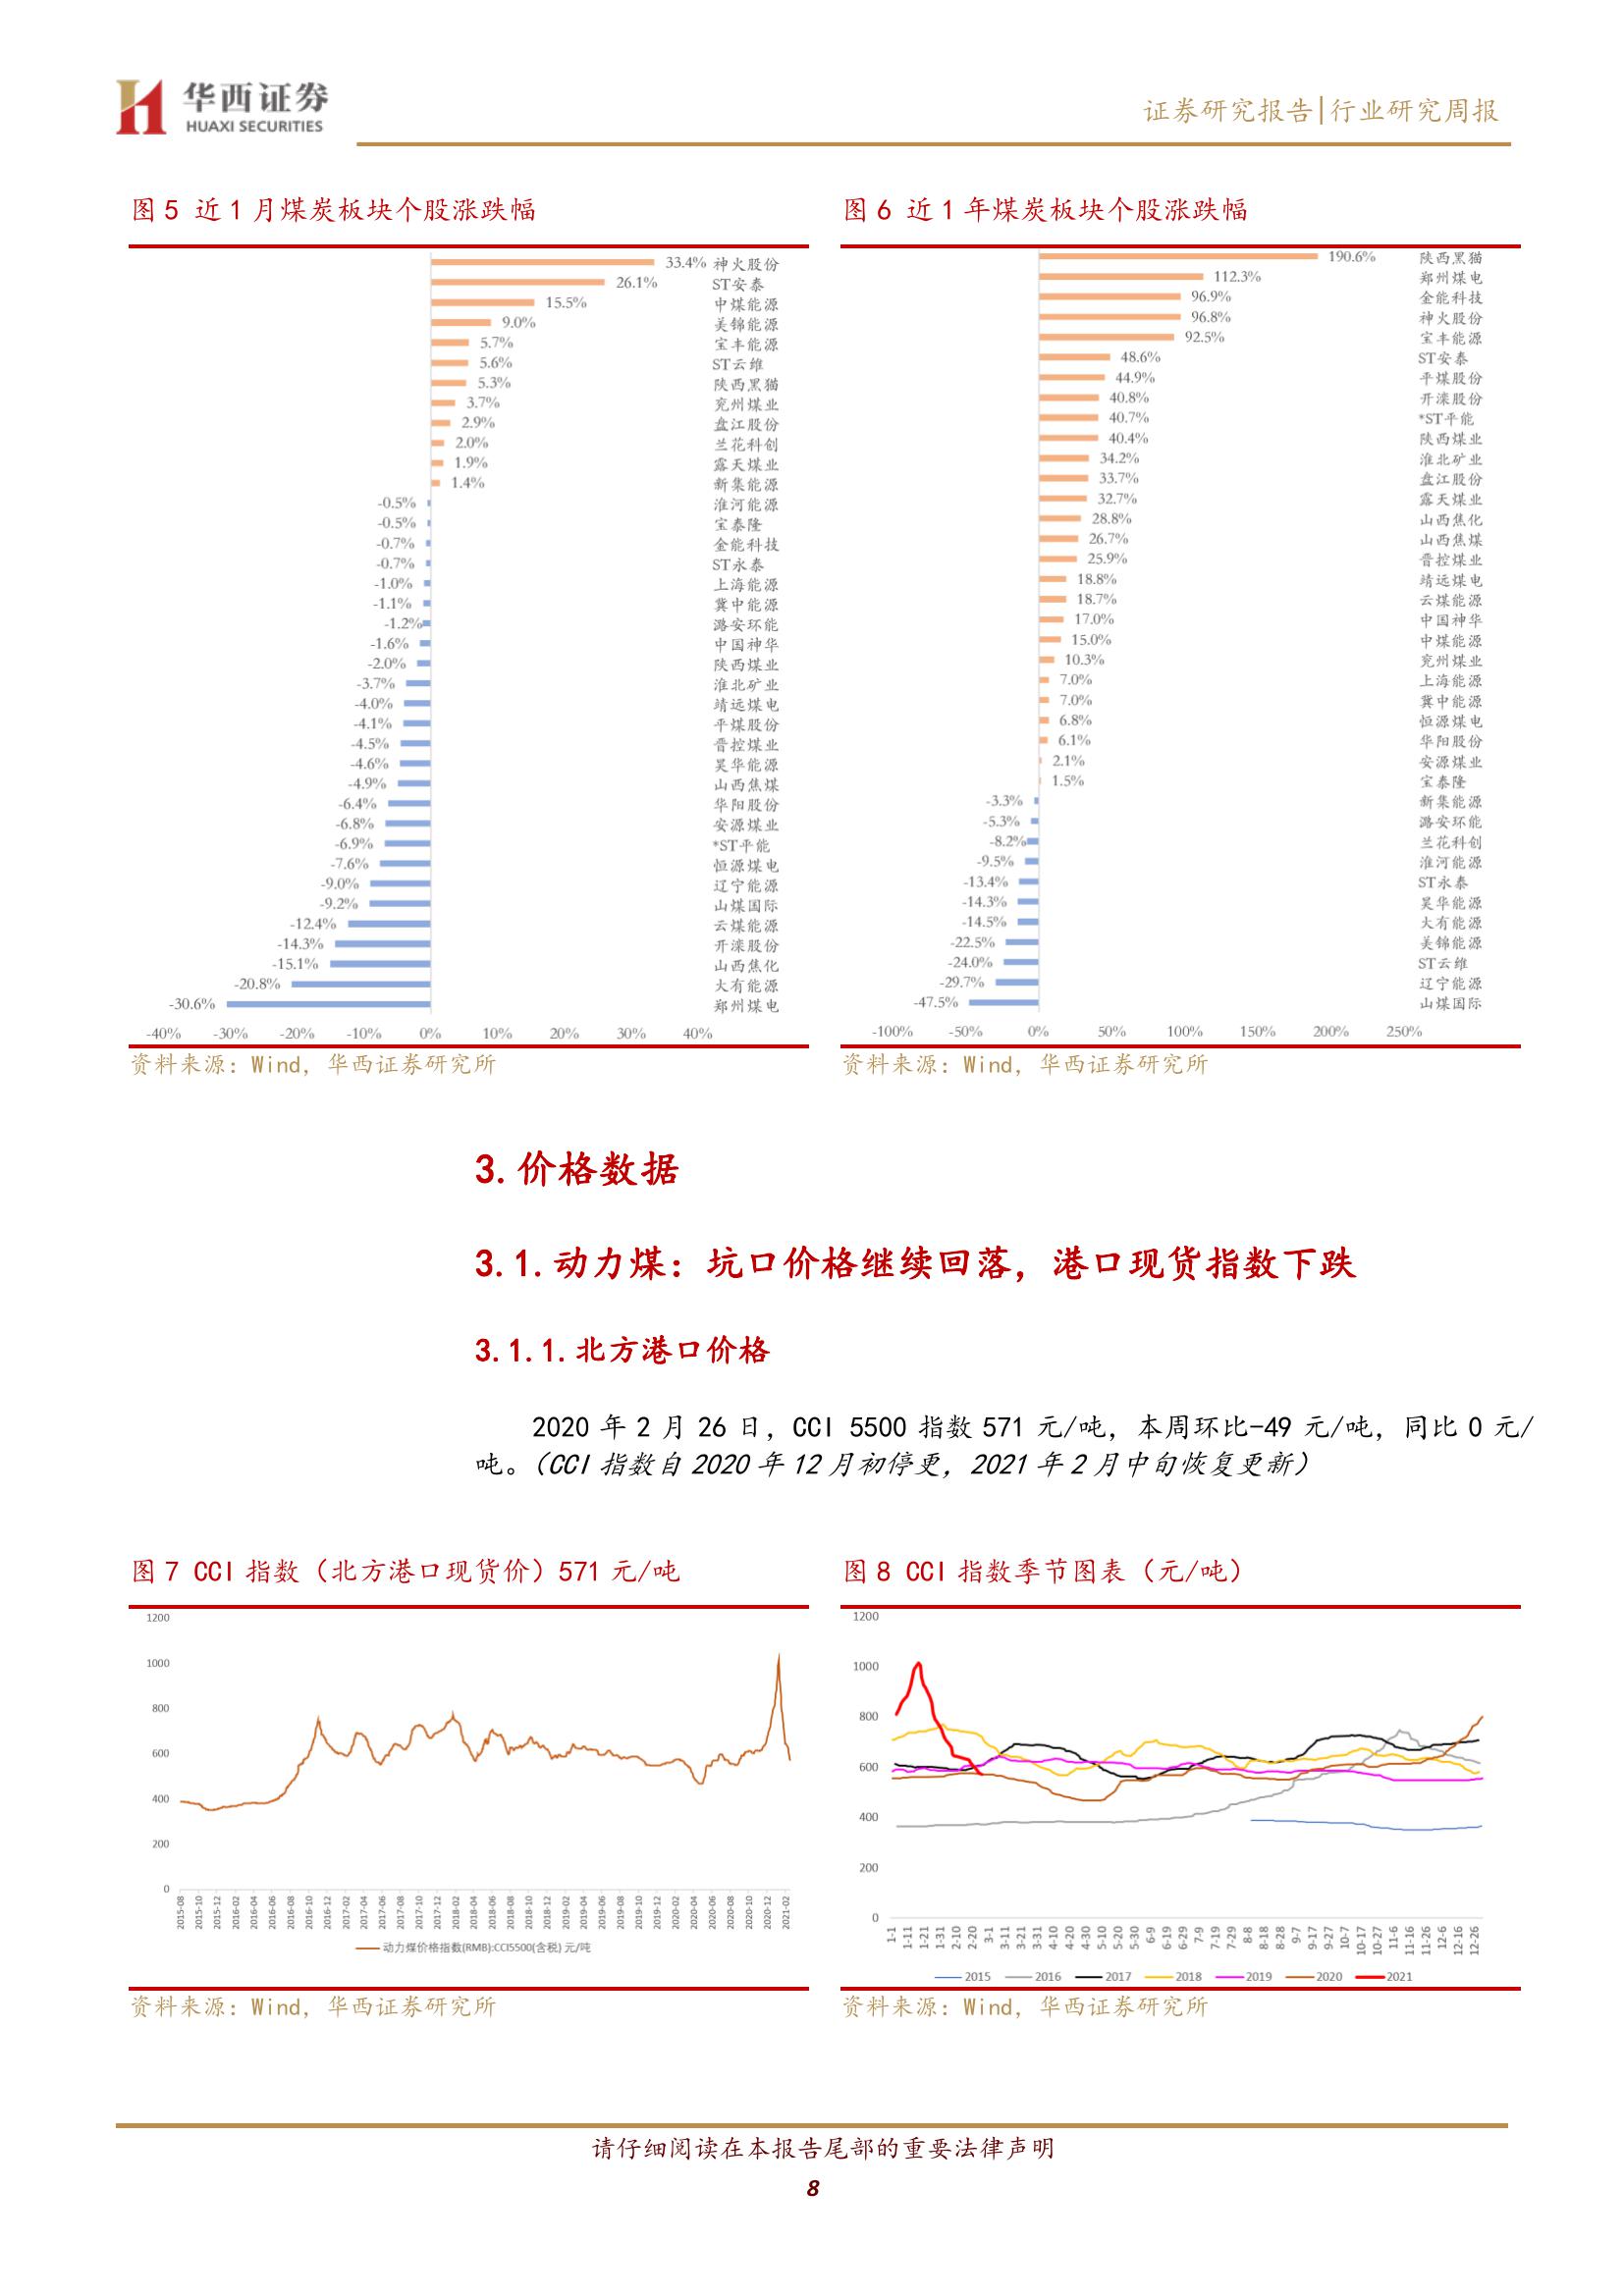 华西证券
HUAXI SECURITIES
证券研究报告|行业研究周报
图 5 近 1 月煤炭板块个股涨跌幅
33.4% 神火股份
26.1% ST安泰
15.5% 中煤能源
9.0% 美锦能源
5.7% 宝丰能源
5.6% ST云维
5.3% 陕西黑猫
3.7% 兖州煤业
2.9% 盘江股份
2.0% 兰花科创
1.9% 露天煤业
1.4% 新集能源
-0.5% 淮河能源
-0.5% 宝泰隆
-0.7% 金能科技
-0.7% ST永泰
-1.0% 上海能源
-1.1% 冀中能源
-1.2% 潞安环能
-1.6% 中国神华
-2.0% 陕西煤业
-3.7% 淮北矿业
-4.0% 靖远煤电
-4.1% 平煤股份
-4.5% 晋控煤业
-4.6% 昊华能源
-4.9% 山西焦煤
-6.4% 华阳股份
-6.8% 安源煤业
-6.9% *ST平能
-7.6% 恒源煤电
-9.0% 辽宁能源
-9.2% 山煤国际
-12.4% 云煤能源
-14.3% 开滦股份
-15.1% 山西焦化
-20.8% 大有能源
-30.6% 郑州煤电
-40% -30% -20% -10% 0% 10% 20% 30% 40%
资料来源：Wind，华西证券研究所
图 6 近 1 年煤炭板块个股涨跌幅
190.6% 陕西黑猫
112.3% 郑州煤电
96.9% 金能科技
96.8% 神火股份
92.5% 宝丰能源
48.6% ST安泰
44.9% 平煤股份
40.8% 开滦股份
40.7% *ST平能
40.4% 陕西煤业
34.2% 淮北矿业
33.7% 盘江股份
32.7% 露天煤业
28.8% 山西焦化
26.7% 山西焦煤
25.9% 晋控煤业
18.8% 靖远煤电
18.7% 云煤能源
17.0% 中国神华
15.0% 中煤能源
10.3% 兖州煤业
7.0% 上海能源
7.0% 冀中能源
6.8% 恒源煤电
6.1% 华阳股份
2.1% 安源煤业
1.5% 宝泰隆
-3.3% 新集能源
-5.3% 潞安环能
-8.2% 兰花科创
-9.5% 淮河能源
-13.4% ST永泰
-14.3% 昊华能源
-14.5% 大有能源
-22.5% 美锦能源
-24.0% ST云维
-29.7% 辽宁能源
-47.5% 山煤国际
-100% -50% 0% 50% 100% 150% 200% 250%
资料来源：Wind，华西证券研究所
3.价格数据
3.1.动力煤：坑口价格继续回落，港口现货指数下跌
3.1.1.北方港口价格
2020 年 2 月 26 日，CCI 5500 指数 571 元/吨，本周环比-49 元/吨，同比 0 元/
吨。（CCI 指数自 2020 年 12 月初停更，2021 年 2 月中旬恢复更新）
图 7 CCI 指数（北方港口现货价）571 元/吨
1200
1000
800
600
400
200
0
2015-08 2015-10 2015-12 2016-02 2016-04 2016-06 2016-08 2016-10 2016-12 2017-02 2017-04 2017-06 2017-08 2017-10 2017-12 2018-02 2018-04 2018-06 2018-08 2018-10 2018-12 2019-02 2019-04 2019-06 2019-08 2019-10 2019-12 2020-02 2020-04 2020-06 2020-08 2020-10 2020-12 2021-02
动力煤价格指数(RMB):CCI5500(含税) 元/吨
资料来源：Wind，华西证券研究所
图 8 CCI 指数季节图表（元/吨）
1200
1000
800
600
400
200
0
1-1 1-11 1-21 1-31 2-10 2-20 3-1 3-11 3-21 3-31 4-10 4-20 4-30 5-10 5-20 5-30 6-9 6-19 6-29 7-9 7-19 7-29 8-8 8-18 8-28 9-7 9-17 9-27 10-7 10-17 10-27 11-6 11-16 11-26 12-6 12-16 12-26
2015 2016 2017 2018 2019 2020 2021
资料来源：Wind，华西证券研究所
请仔细阅读在本报告尾部的重要法律声明
8